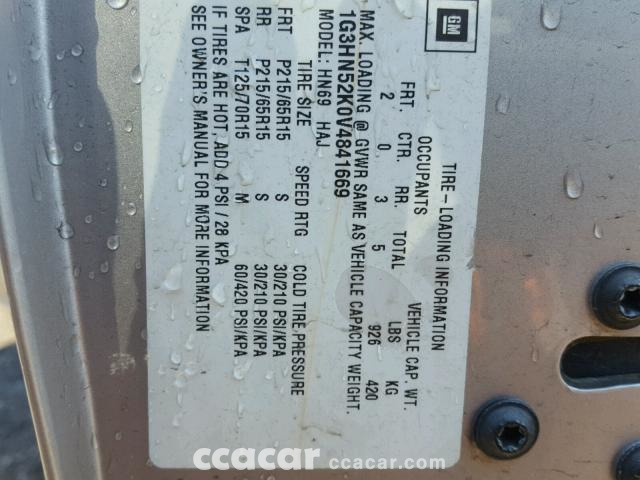 GM
TIRE-LOADING INFORMATION
OCCUPANTS VEHICLE CAP. WT.
FRT. CTR. RR. TOTAL LBS KG
2 0 3 5 926 420
MAX. LOADING @ GVWR SAME AS VEHICLE CAPACITY WEIGHT.
1G3HN52K0V4841669
MODEL: HN69 HAJ
TIRE SIZE SPEED RTG COLD TIRE PRESSURE
FRT P215/65R15 S 30/210 PSI/KPA
RR P215/65R15 S 30/210 PSI/KPA
SPA T125/70R15 M 60/420 PSI/KPA
IF TIRES ARE HOT, ADD 4 PSI / 28 KPA
SEE OWNER'S MANUAL FOR MORE INFORMATION
ccacar ccacar.com